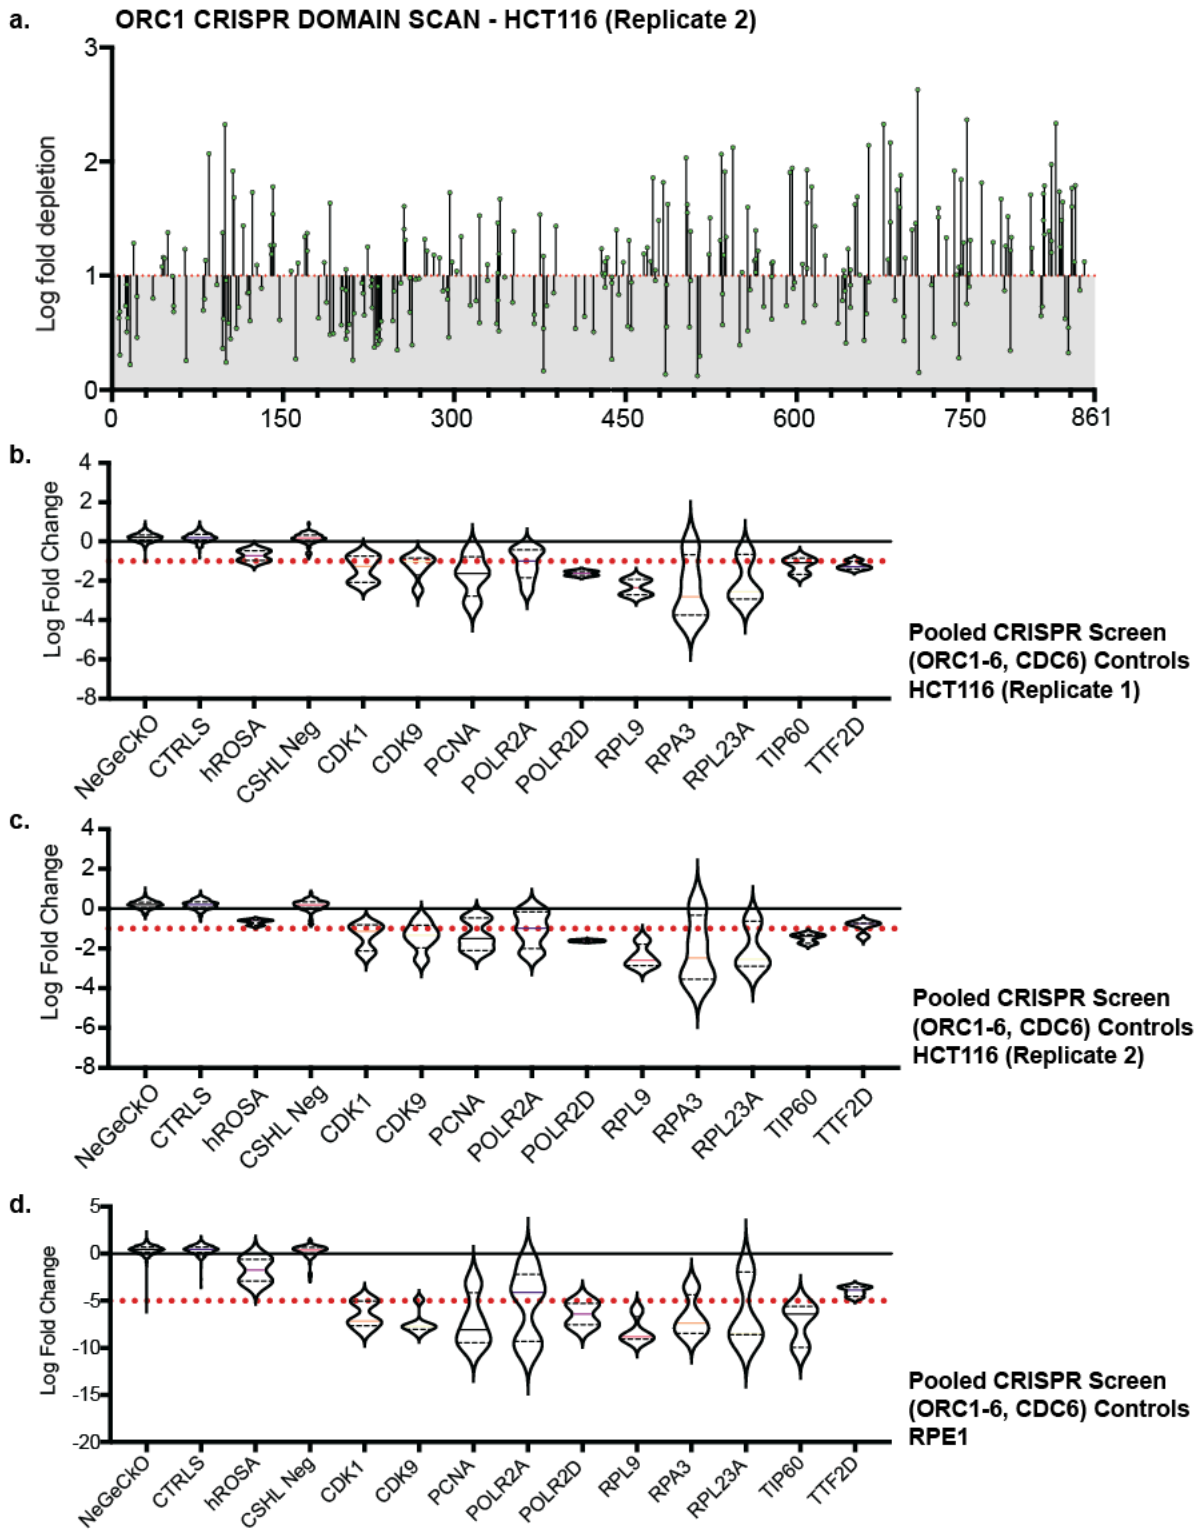 a. ORC1 CRISPR DOMAIN SCAN - HCT116 (Replicate 2)
Log fold depletion
3
2
1
0
0 150 300 450 600 750 861
b.
Log Fold Change
4
2
0
-2
-4
-6
-8
Pooled CRISPR Screen
(ORC1-6, CDC6) Controls
HCT116 (Replicate 1)
NeGeCkO CTRLS hROSA CSHL Neg CDK1 CDK9 PCNA POLR2A POLR2D RPL9 RPA3 RPL23A TIP60 TTF2D
c.
Log Fold Change
4
2
0
-2
-4
-6
-8
Pooled CRISPR Screen
(ORC1-6, CDC6) Controls
HCT116 (Replicate 2)
NeGeCkO CTRLS hROSA CSHL Neg CDK1 CDK9 PCNA POLR2A POLR2D RPL9 RPA3 RPL23A TIP60 TTF2D
d.
Log Fold Change
5
0
-5
-10
-15
-20
Pooled CRISPR Screen
(ORC1-6, CDC6) Controls
RPE1
NeGeCkO CTRLS hROSA CSHL Neg CDK1 CDK9 PCNA POLR2A POLR2D RPL9 RPA3 RPL23A TIP60 TTF2D